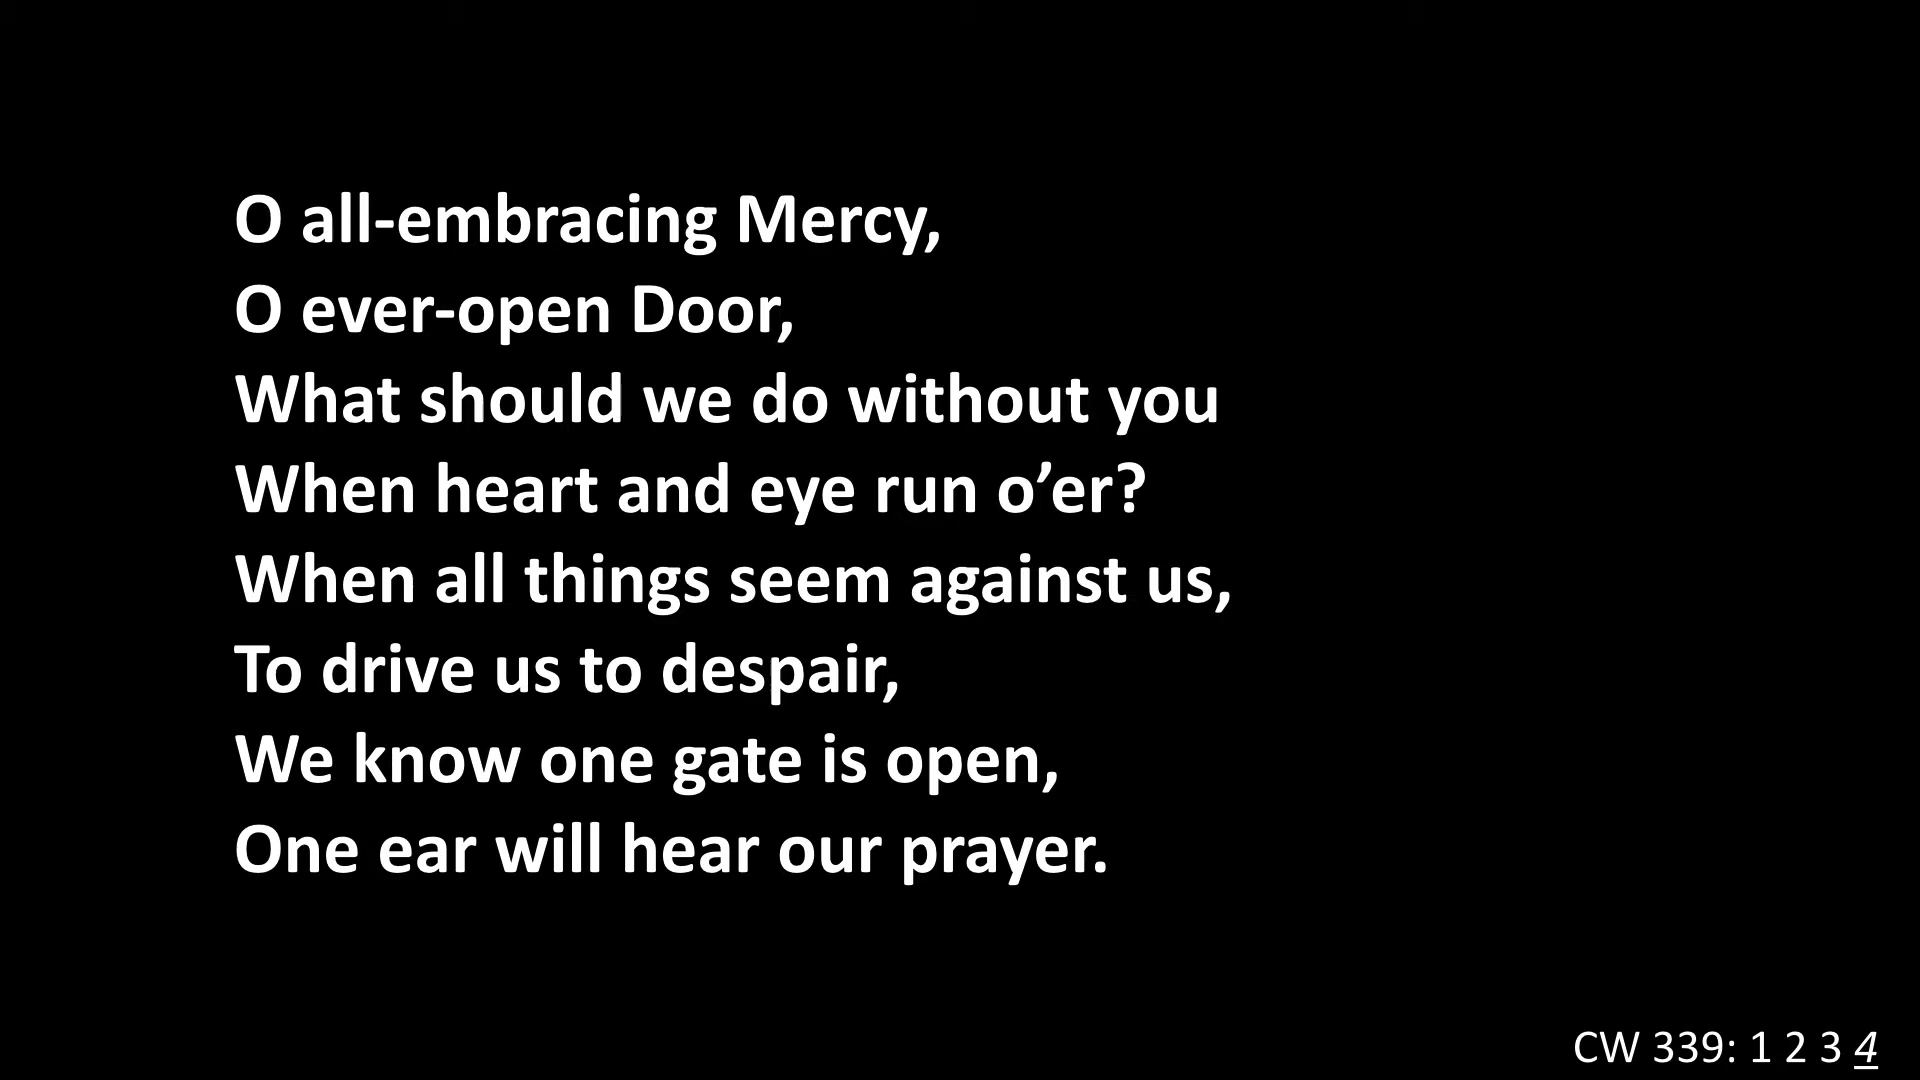 O all-embracing Mercy,
O ever-open Door,
What should we do without you
When heart and eye run o’er?
When all things seem against us,
To drive us to despair,
We know one gate is open,
One ear will hear our prayer.
CW 339: 1 2 3 4